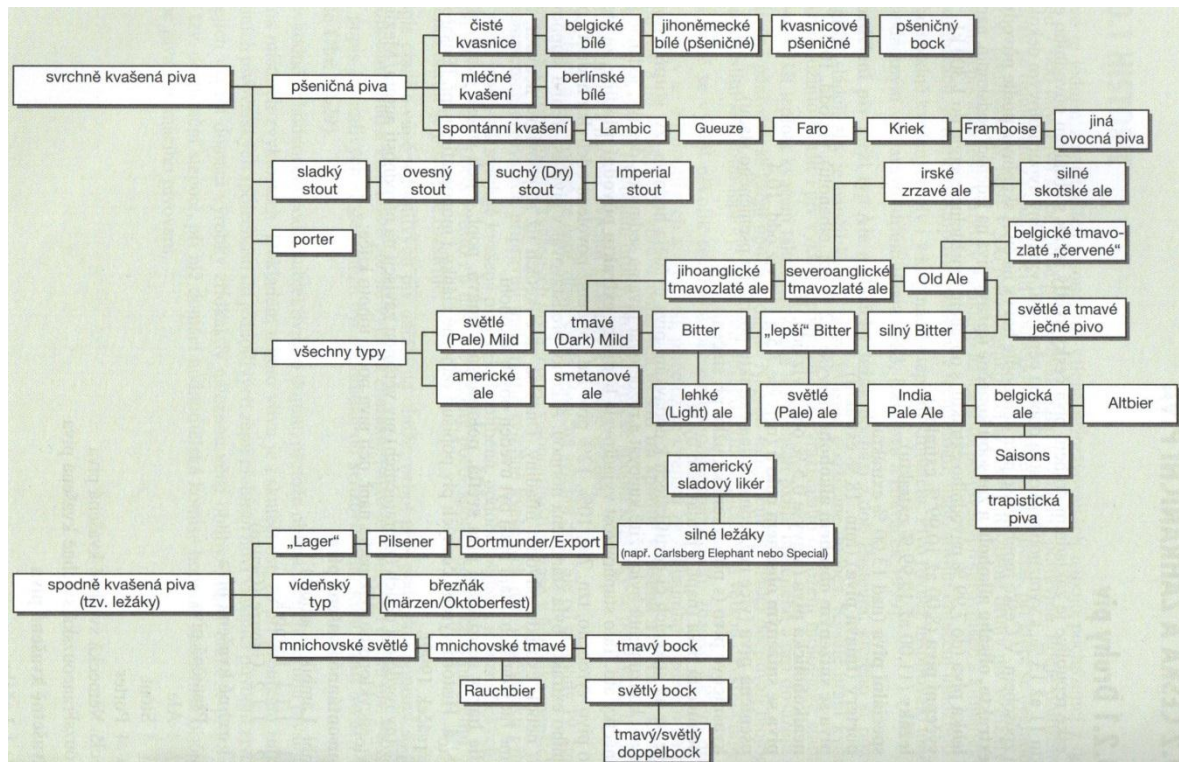 čisté
kvasnice
belgické
bílé
jihoněmecké
bílé (pšeničné)
kvasnicové
pšeničné
pšeničný
bock
svrchně kvašená piva
pšeničná piva
mléčné
kvašení
berlínské
bílé
spontánní kvašení
Lambic
Gueuze
Faro
Kriek
Framboise
jiná
ovocná piva
sladký
stout
ovesný
stout
suchý (Dry)
stout
Imperial
stout
irské
zrzavé ale
silné
skotské ale
porter
belgické tmavo-
zlaté „červené“
jihoanglické
tmavozlaté ale
severoanglické
tmavozlaté ale
Old Ale
světlé a tmavé
ječné pivo
všechny typy
světlé
(Pale) Mild
tmavé
(Dark) Mild
Bitter
„lepší“ Bitter
silný Bitter
americké
ale
smetanové
ale
lehké
(Light) ale
světlé
(Pale) ale
India
Pale Ale
belgická
ale
Altbier
Saisons
trapistická
piva
americký
sladový likér
„Lager“
Pilsener
Dortmunder/Export
silné ležáky
(např. Carlsberg Elephant nebo Special)
spodně kvašená piva
(tzv. ležáky)
vídeňský
typ
březňák
(märzen/Oktoberfest)
mnichovské světlé
mnichovské tmavé
tmavý bock
Rauchbier
světlý bock
tmavý/světlý
doppelbock